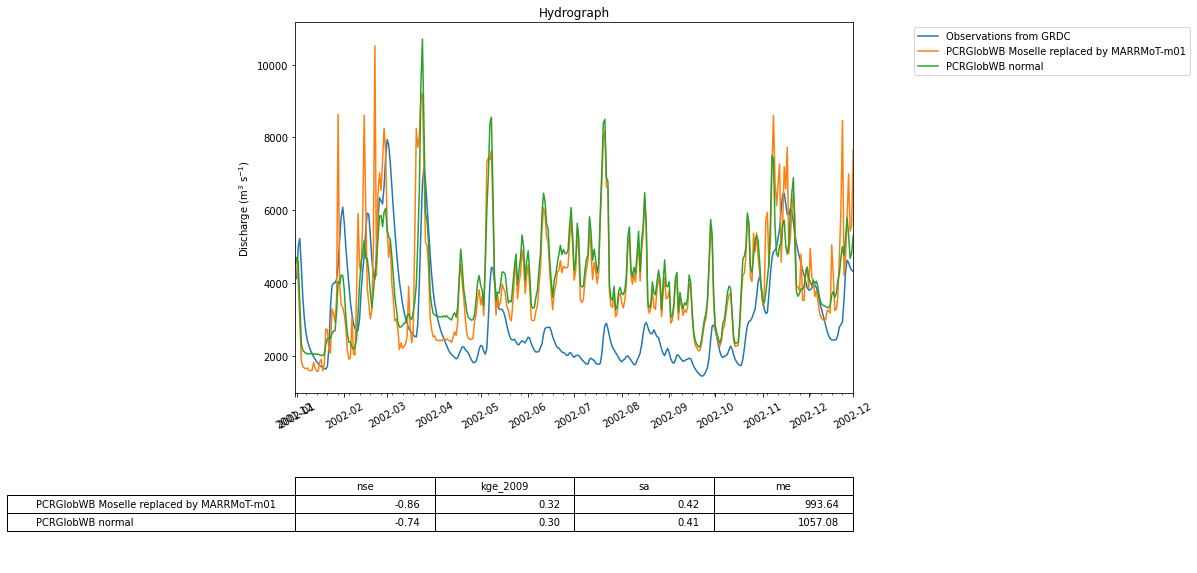 Hydrograph
Observations from GRDC
PCRGlobWB Moselle replaced by MARRMoT-m01
PCRGlobWB normal
Discharge (m³ s⁻¹)
10000
8000
6000
4000
2000
2002-01
2002-02
2002-03
2002-04
2002-05
2002-06
2002-07
2002-08
2002-09
2002-10
2002-11
2002-12
2002-12
nse kge_2009 sa me
PCRGlobWB Moselle replaced by MARRMoT-m01 -0.86 0.32 0.42 993.64
PCRGlobWB normal -0.74 0.30 0.41 1057.08